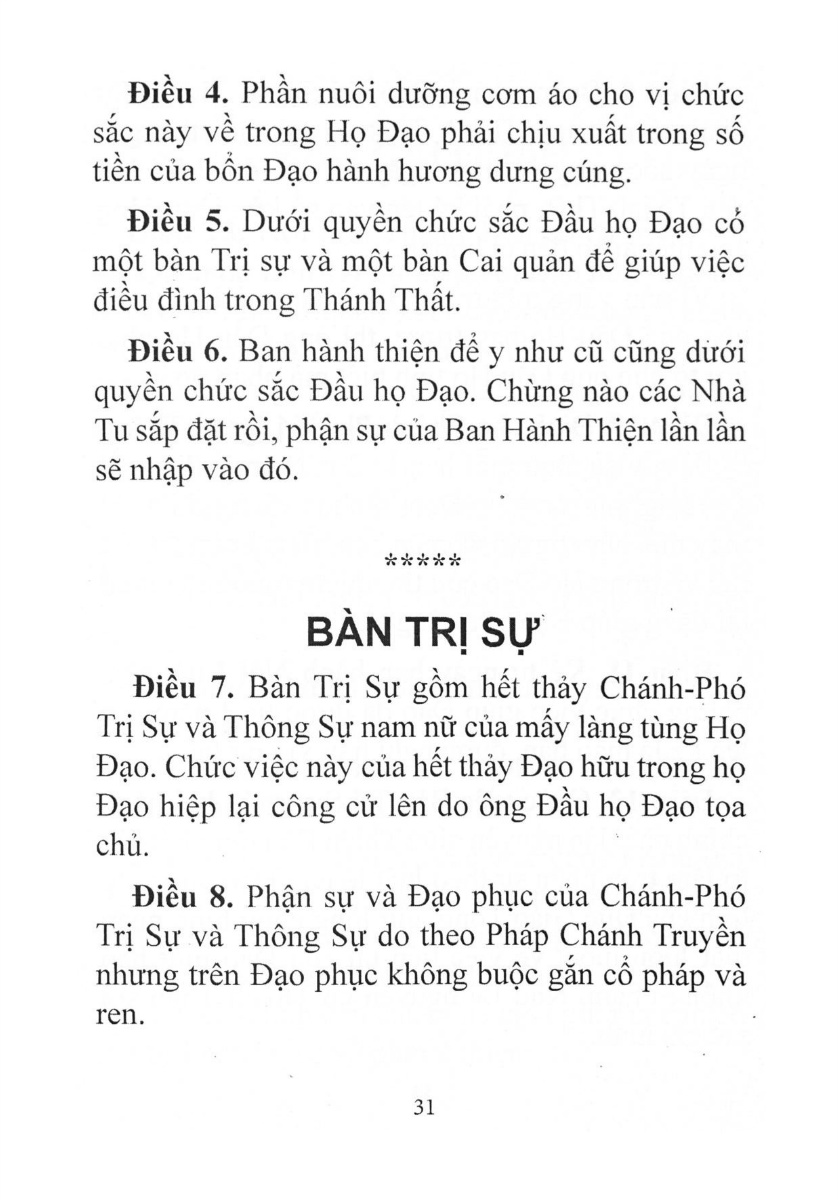 Điều 4. Phần nuôi dưỡng cơm áo cho vị chức
sắc này về trong Họ Đạo phải chịu xuất trong số
tiền của bổn Đạo hành hương dưng cúng.
Điều 5. Dưới quyền chức sắc Đầu họ Đạo có
một bàn Trị sự và một bàn Cai quản để giúp việc
điều đình trong Thánh Thất.
Điều 6. Ban hành thiện để y như cũ cũng dưới
quyền chức sắc Đầu họ Đạo. Chừng nào các Nhà
Tu sắp đặt rồi, phận sự của Ban Hành Thiện lần lần
sẽ nhập vào đó.
*****
BÀN TRỊ SỰ
Điều 7. Bàn Trị Sự gồm hết thảy Chánh-Phó
Trị Sự và Thông Sự nam nữ của mấy làng tùng Họ
Đạo. Chức việc này của hết thảy Đạo hữu trong họ
Đạo hiệp lại công cử lên do ông Đầu họ Đạo tọa
chủ.
Điều 8. Phận sự và Đạo phục của Chánh-Phó
Trị Sự và Thông Sự do theo Pháp Chánh Truyền
nhưng trên Đạo phục không buộc gắn cổ pháp và
ren.
31